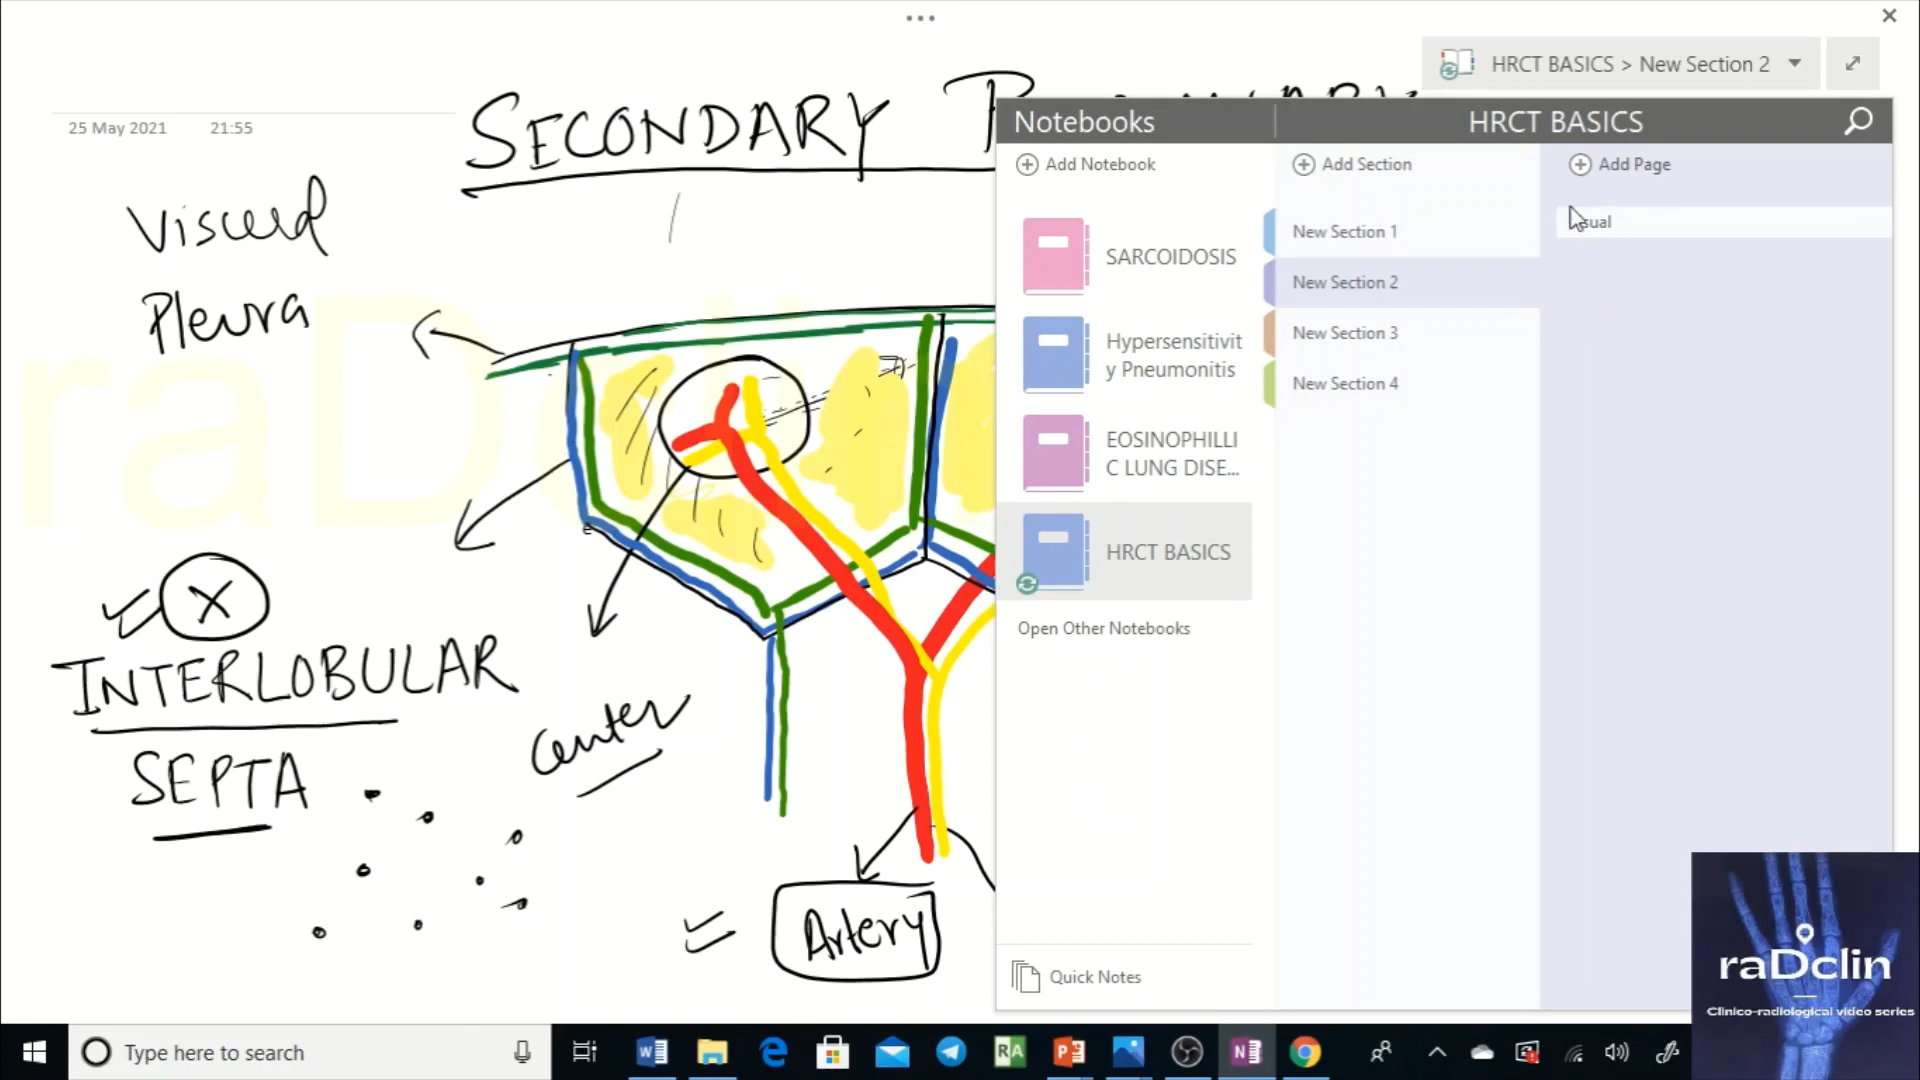 HRCT BASICS > New Section 2
25 May 2021 21:55
SECONDARY
Notebooks
HRCT BASICS
Add Notebook
Add Section
Add Page
SARCOIDOSIS
Hypersensitivit
y Pneumonitis
EOSINOPHILLI
C LUNG DISE...
HRCT BASICS
Open Other Notebooks
Quick Notes
New Section 1
New Section 2
New Section 3
New Section 4
Visceral
Pleura
X
INTERLOBULAR
SEPTA
Center
Artery
raDclin
Clinico-radiological video series
Type here to search